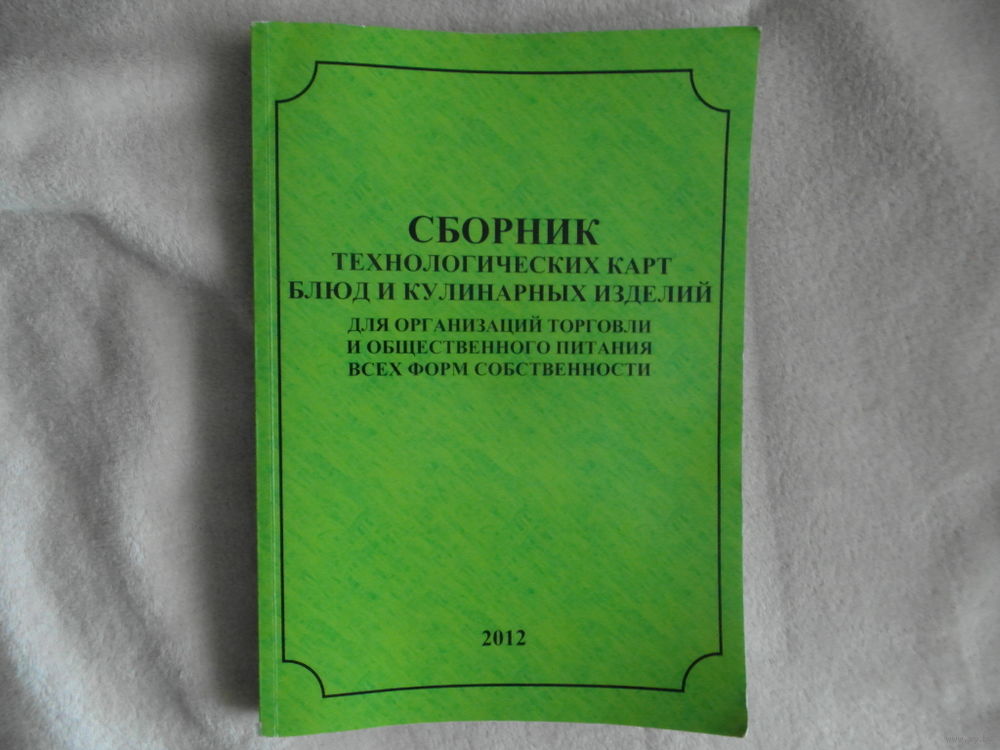 СБОРНИК
ТЕХНОЛОГИЧЕСКИХ КАРТ
БЛЮД И КУЛИНАРНЫХ ИЗДЕЛИЙ
ДЛЯ ОРГАНИЗАЦИЙ ТОРГОВЛИ
И ОБЩЕСТВЕННОГО ПИТАНИЯ
ВСЕХ ФОРМ СОБСТВЕННОСТИ
2012